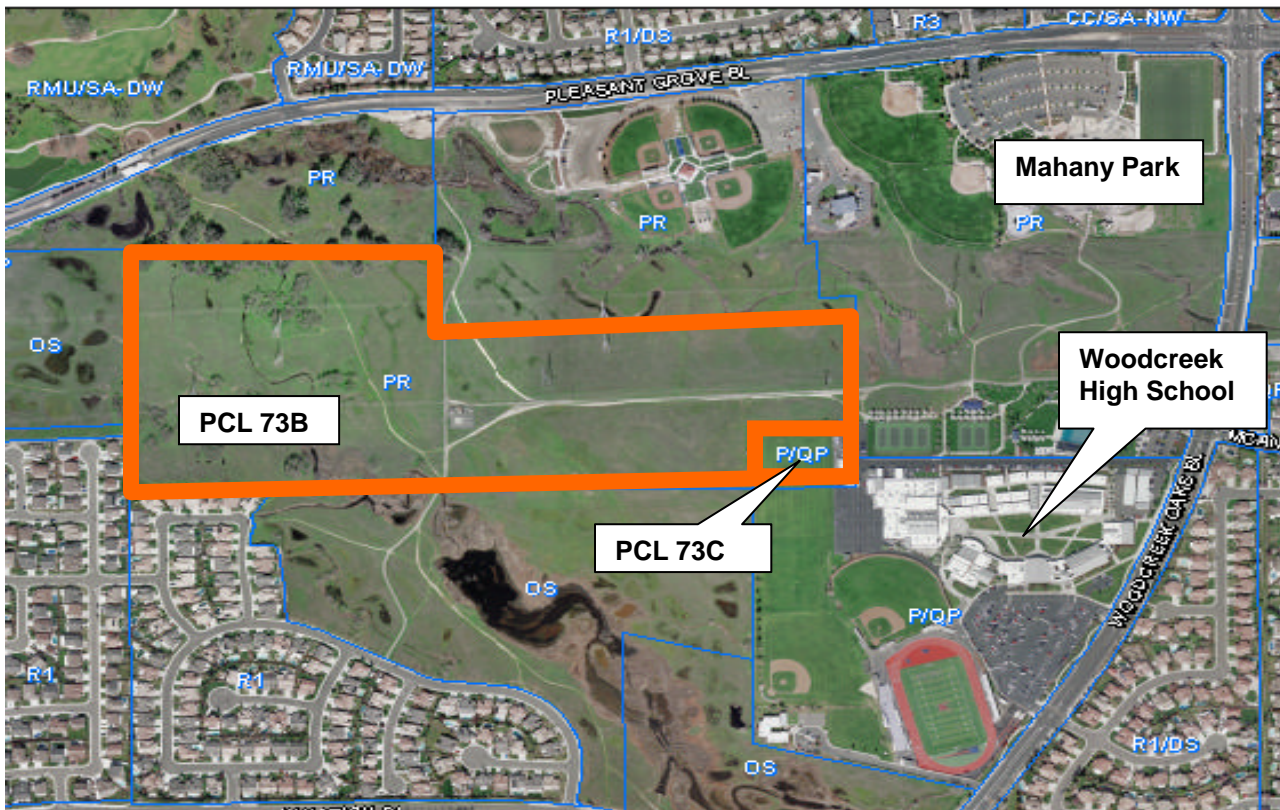 R1/DS
R3
CC/SA-NW
RMU/SA-DW
RMU/SA-DW
PLEASANT GROVE BL
Mahany Park
PR
PR
PR
OS
PR
Woodcreek
High School
PCL 73B
P/QP
PCL 73C
OS
WOODCREEK OAKS BL
P/QP
R1
R1
R1/DS
OS